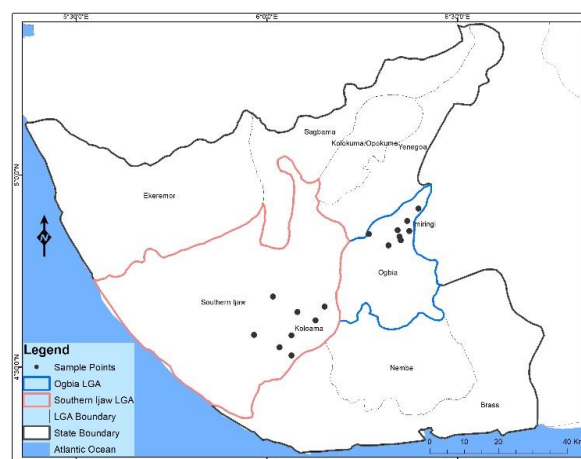 5°30'0"E
6°0'0"E
6°30'0"E
Sagbama
Kolokuma/Opokuma
Yenegoa
5°0'0"N
Ekeremor
Imiringi
Ogbia
Southern Ijaw
Koloama
4°30'0"N
Nembe
Brass
Legend
Sample Points
Ogbia LGA
Southern Ijaw LGA
LGA Boundary
State Boundary
Atlantic Ocean
N
0 10 20 40 Km